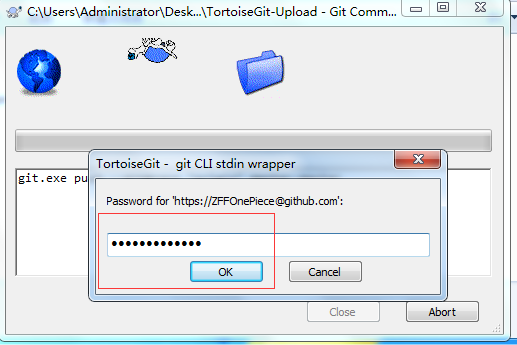 C:\Users\Administrator\Desk...\TortoiseGit-Upload - Git Comm...
TortoiseGit - git CLI stdin wrapper
git.exe
Password for 'https://ZFFOnePiece@github.com':
•••••••••••••
OK Cancel
Close Abort